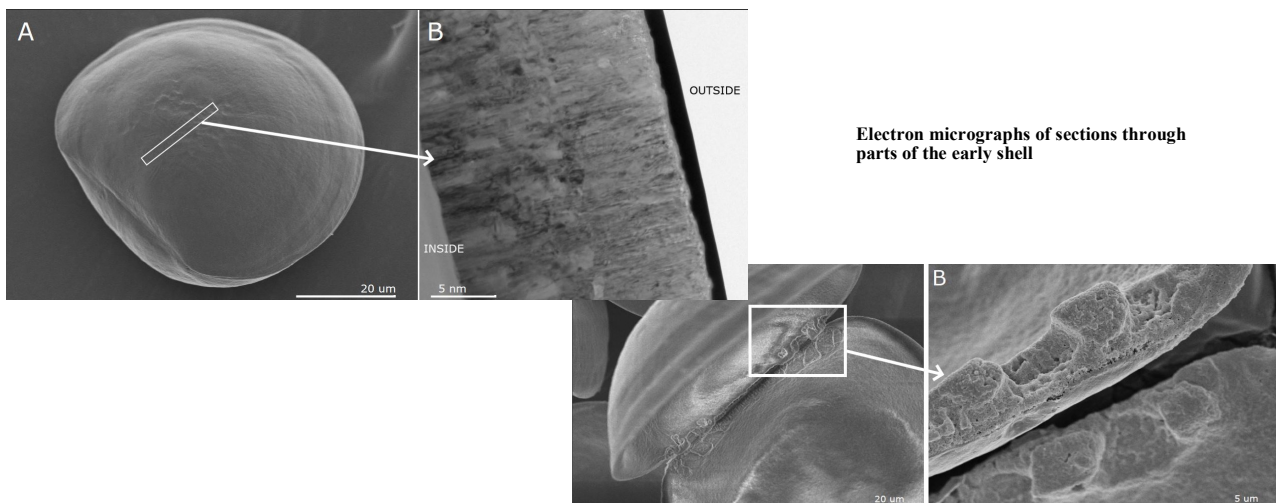 A
B
OUTSIDE
Electron micrographs of sections through
parts of the early shell
INSIDE
20 um
5 nm
B
20 um
5 um